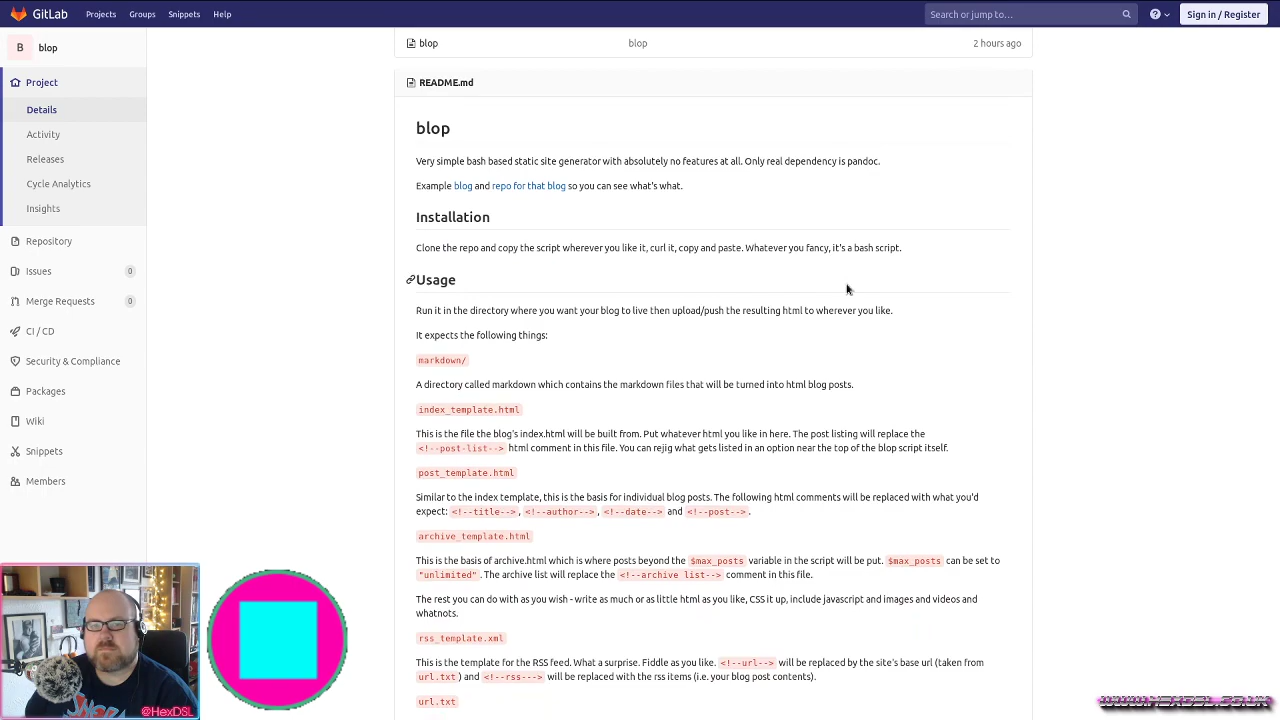 GitLab Projects Groups Snippets Help Search or jump to... Sign in / Register
B blop
Project
Details
Activity
Releases
Cycle Analytics
Insights
Repository
Issues 0
Merge Requests 0
CI / CD
Security & Compliance
Packages
Wiki
Snippets
Members
blop blop 2 hours ago
README.md
blop
Very simple bash based static site generator with absolutely no features at all. Only real dependency is pandoc.
Example blog and repo for that blog so you can see what's what.
Installation
Clone the repo and copy the script wherever you like it, curl it, copy and paste. Whatever you fancy, it's a bash script.
Usage
Run it in the directory where you want your blog to live then upload/push the resulting html to wherever you like.
It expects the following things:
markdown/
A directory called markdown which contains the markdown files that will be turned into html blog posts.
index_template.html
This is the file the blog's index.html will be built from. Put whatever html you like in here. The post listing will replace the
<!--post-list--> html comment in this file. You can rejig what gets listed in an option near the top of the blop script itself.
post_template.html
Similar to the index template, this is the basis for individual blog posts. The following html comments will be replaced with what you'd
expect: <!--title-->, <!--author-->, <!--date--> and <!--post-->.
archive_template.html
This is the basis of archive.html which is where posts beyond the $max_posts variable in the script will be put. $max_posts can be set to
"unlimited". The archive list will replace the <!--archive list--> comment in this file.
The rest you can do with as you wish - write as much or as little html as you like, CSS it up, include javascript and images and videos and
whatnots.
rss_template.xml
This is the template for the RSS feed. What a surprise. Fiddle as you like. <!--url--> will be replaced by the site's base url (taken from
url.txt) and <!--rss---> will be replaced with the rss items (i.e. your blog post contents).
url.txt
@HexDSL
WWW.HEXDSL.CO.UK